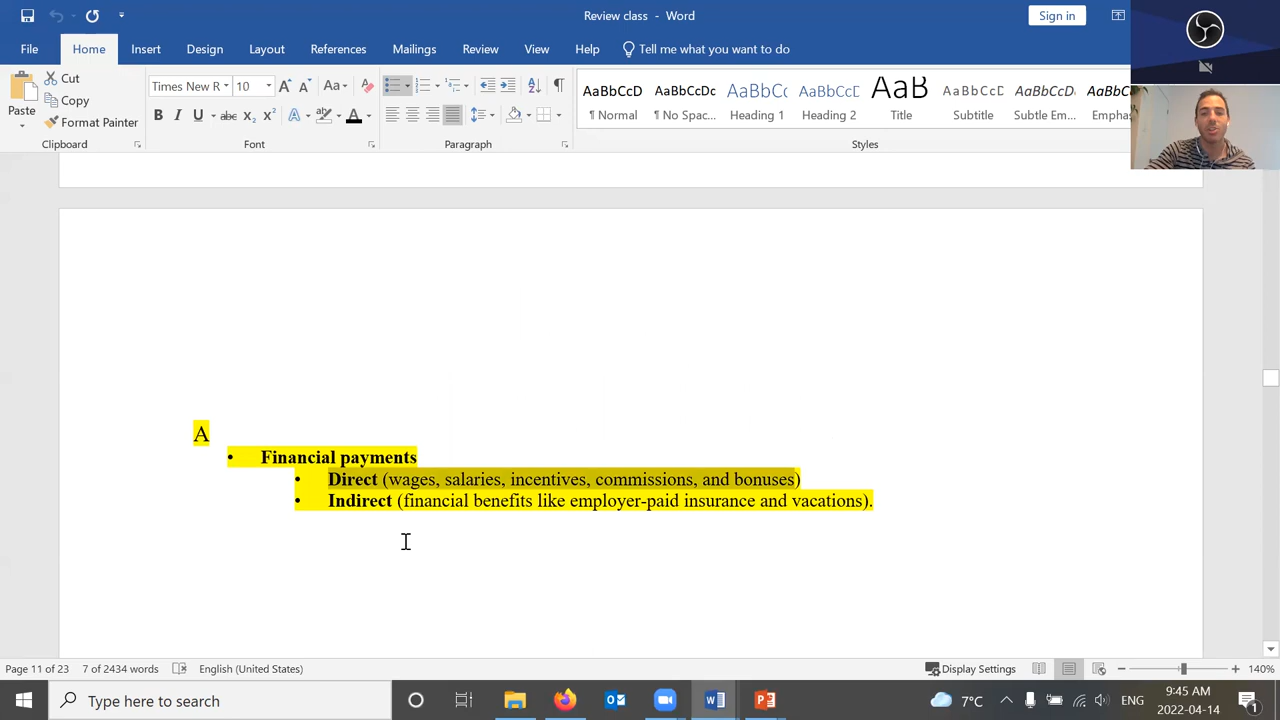 Review class - Word
Sign in
File Home Insert Design Layout References Mailings Review View Help Tell me what you want to do
Paste
Cut
Copy
Format Painter
Clipboard
Times New R 10
Font
Paragraph
AaBbCcD AaBbCcDc AaBbCc AaBbCcD AaB AaBbCcD AaBbCcD AaBbCc
¶ Normal ¶ No Spac... Heading 1 Heading 2 Title Subtitle Subtle Em... Emphas
Styles
A
• Financial payments
• Direct (wages, salaries, incentives, commissions, and bonuses)
• Indirect (financial benefits like employer-paid insurance and vacations).
Page 11 of 23 7 of 2434 words English (United States) Display Settings 140%
Type here to search
7°C ENG 9:45 AM
2022-04-14 1